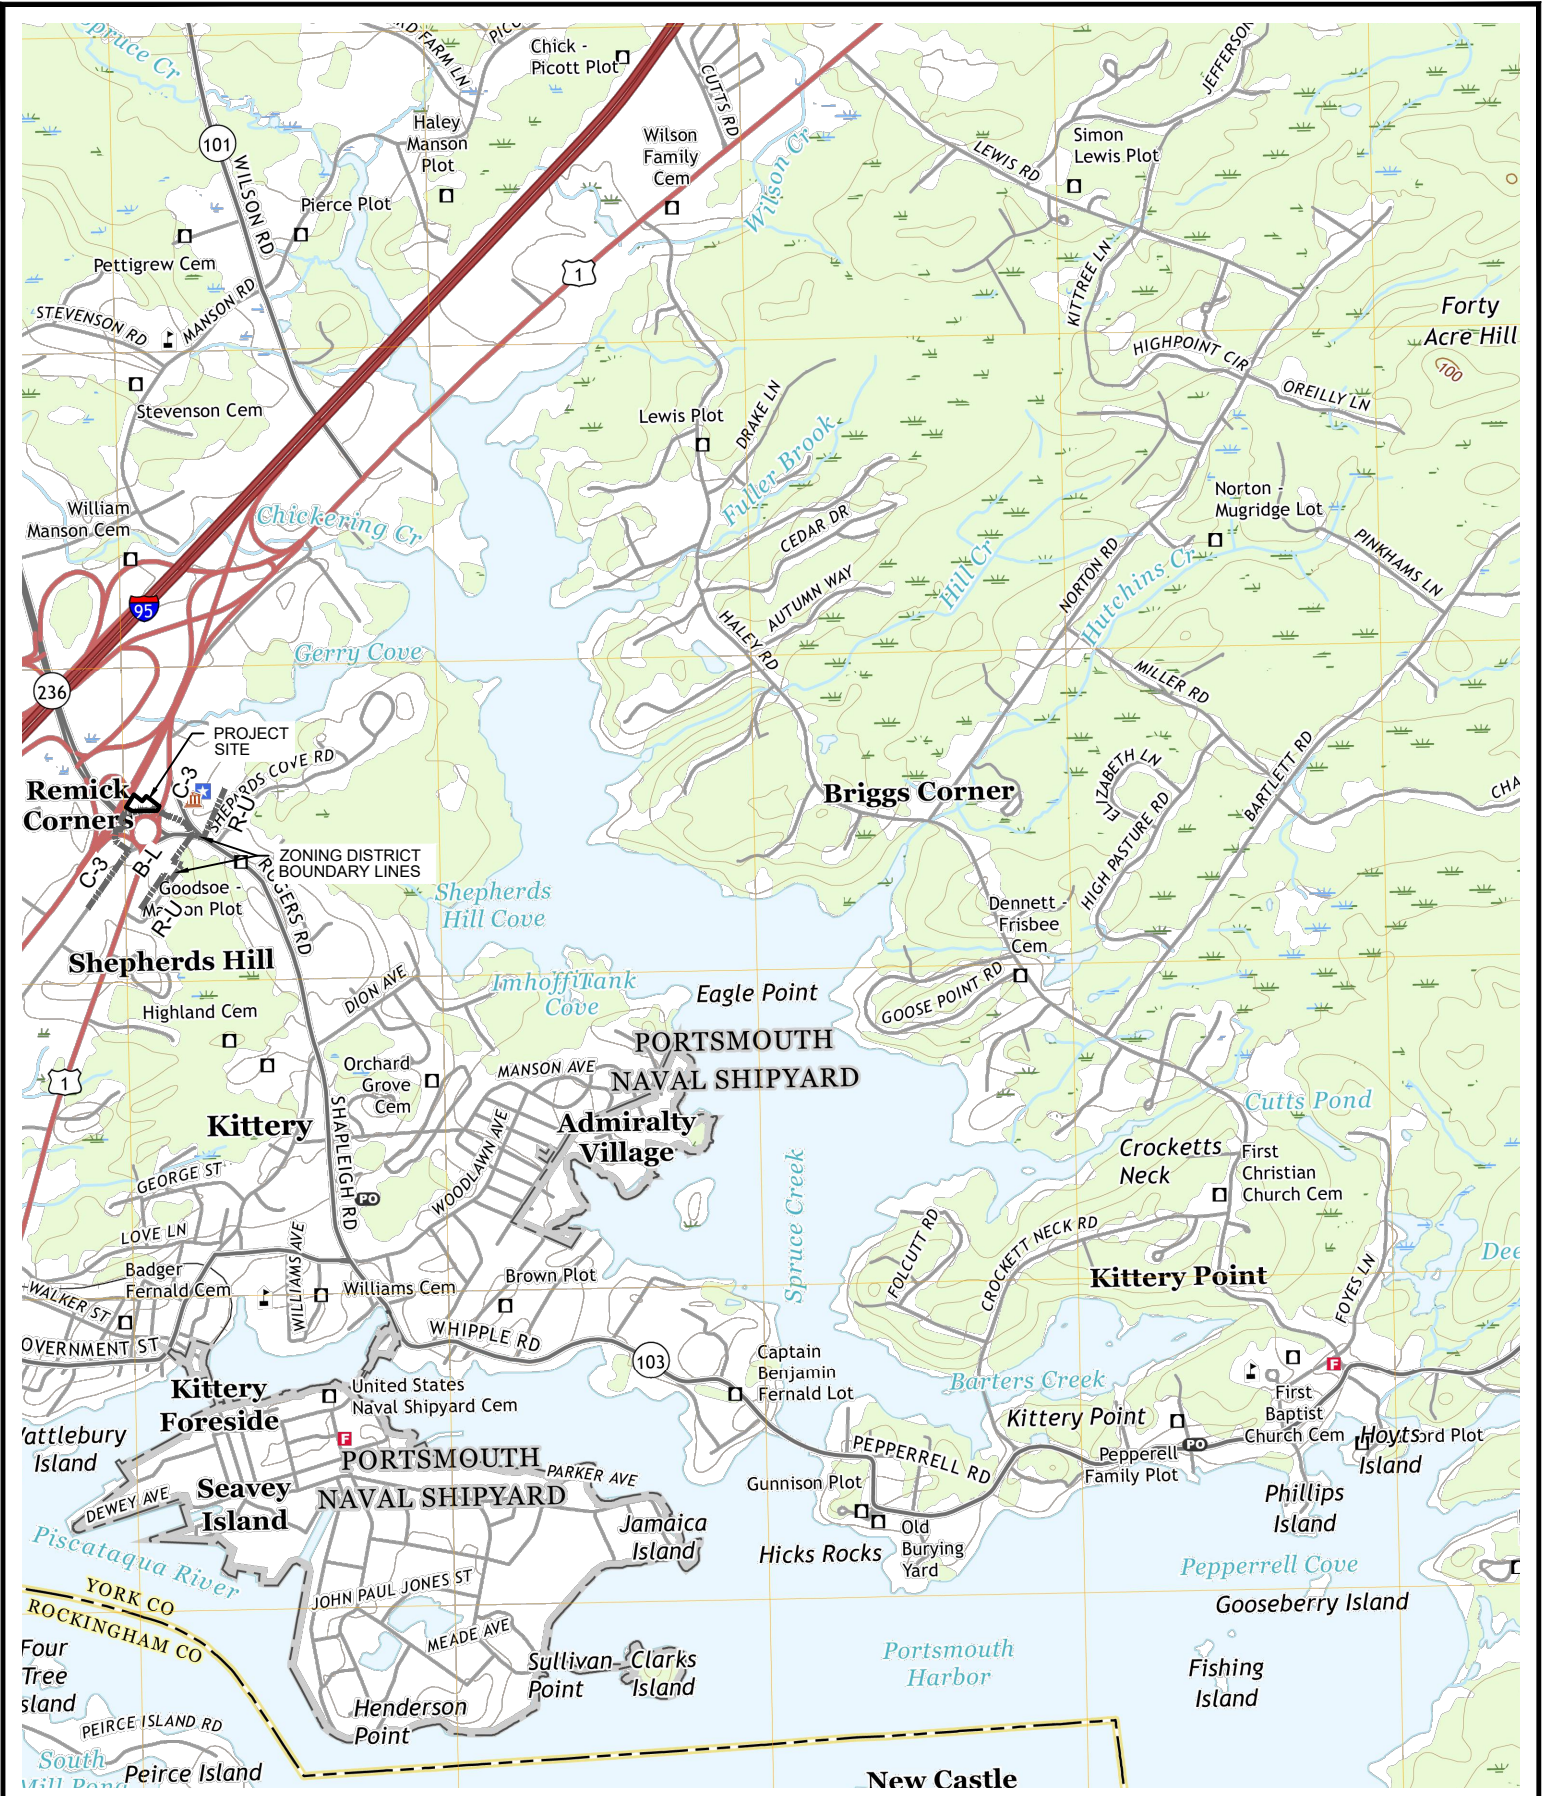 Spruce Cr
RD FARM LN
Chick -
Picott Plot
CUTTS RD
JEFFERSON
101
WILSON RD
Haley
Manson
Plot
Wilson
Family
Cem
Wilson Cr
LEWIS RD
Simon
Lewis Plot
Pierce Plot
Pettigrew Cem
MANSON RD
STEVENSON RD
1
KITTREE LN
Forty
Acre Hill
100
HIGHPOINT CIR
OREILLY LN
Stevenson Cem
Lewis Plot
DRAKE LN
Fuller Brook
William
Manson Cem
Chickering Cr
CEDAR DR
Hill Cr
NORTON RD
Hutchins Cr
Norton -
Mugridge Lot
PINKHAMS LN
95
AUTUMN WAY
HALEY RD
Gerry Cove
236
MILLER RD
PROJECT
SITE
SHEPARDS COVE RD
C-3
R-U
Remick
Corners
Briggs Corner
ELIZABETH LN
HIGH PASTURE RD
BARTLETT RD
CHA
ZONING DISTRICT
BOUNDARY LINES
C-3
B-L
R-U
Goodsoe -
ROGERS RD
Shepherds
Hill Cove
Dennett -
Frisbee
Cem
Shepherds Hill
Imhoff Tank
Cove
Eagle Point
GOOSE POINT RD
DION AVE
Highland Cem
PORTSMOUTH
NAVAL SHIPYARD
1
Orchard
Grove
Cem
MANSON AVE
Cutts Pond
Kittery
SHAPLEIGH RD
WOODLAWN AVE
Admiralty
Village
Crocketts
Neck
First
Christian
Church Cem
GEORGE ST
PO
Spruce Creek
LOVE LN
WILLIAMS AVE
FOLCUTT RD
CROCKETT NECK RD
Dee
Badger
Fernald Cem
Williams Cem
Brown Plot
Kittery Point
FOYES LN
WALKER ST
OVERNMENT ST
WHIPPLE RD
103
Captain
Benjamin
Fernald Lot
Barters Creek
F
Kittery
Foreside
United States
Naval Shipyard Cem
Kittery Point
First
Baptist
Church Cem
Hoyts
Island
ord Plot
F
PEPPERRELL RD
Pepperell
Family Plot
PO
Island
PORTSMOUTH
NAVAL SHIPYARD
PARKER AVE
Gunnison Plot
DEWEY AVE
Seavey
Island
Phillips
Island
Jamaica
Island
Hicks Rocks
Old
Burying
Yard
Piscataqua River
Pepperrell Cove
YORK CO
ROCKINGHAM CO
JOHN PAUL JONES ST
Gooseberry Island
MEADE AVE
Four
Tree
sland
Sullivan
Point
Clarks
Island
Portsmouth
Harbor
Fishing
Island
Henderson
Point
PEIRCE ISLAND RD
South
Mill Pond
Peirce Island
New Castle